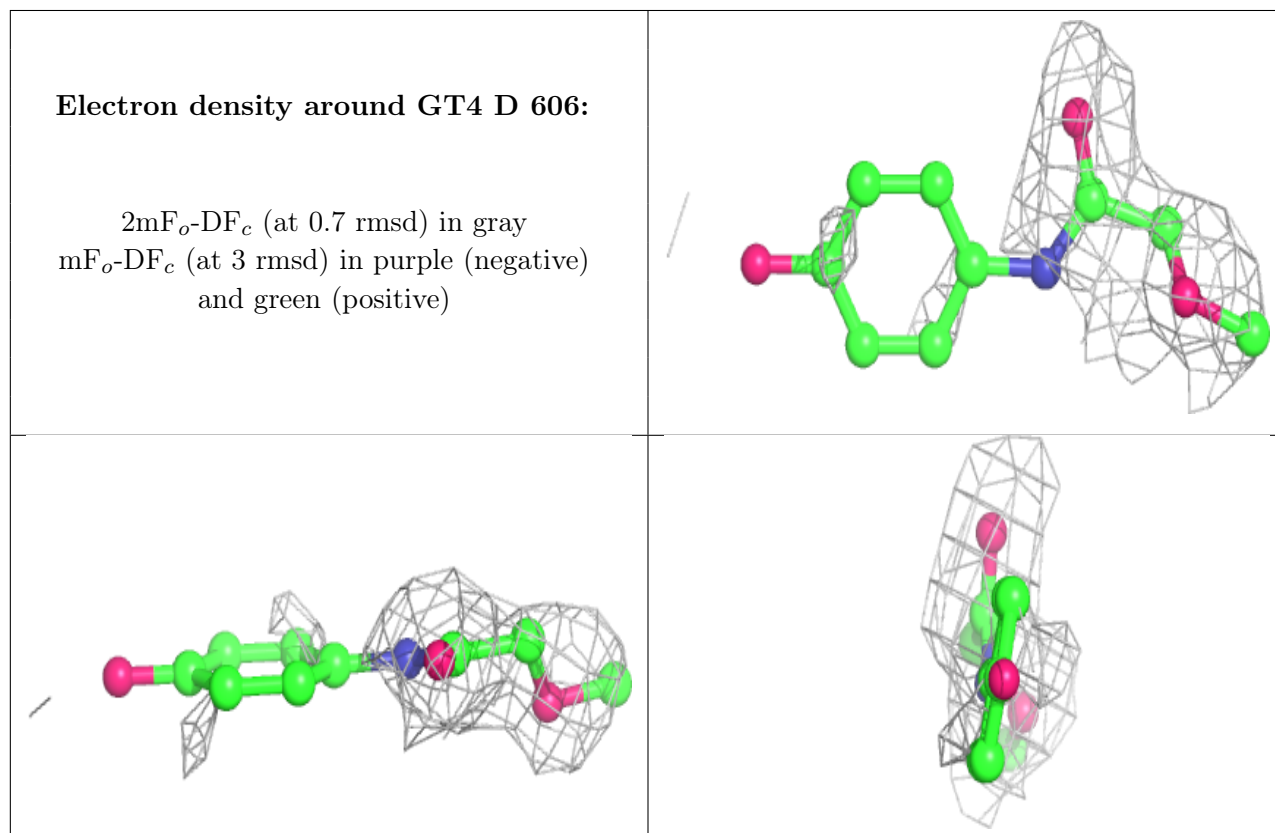 Electron density around GT4 D 606:
2mFo-DFc (at 0.7 rmsd) in gray
mFo-DFc (at 3 rmsd) in purple (negative)
and green (positive)